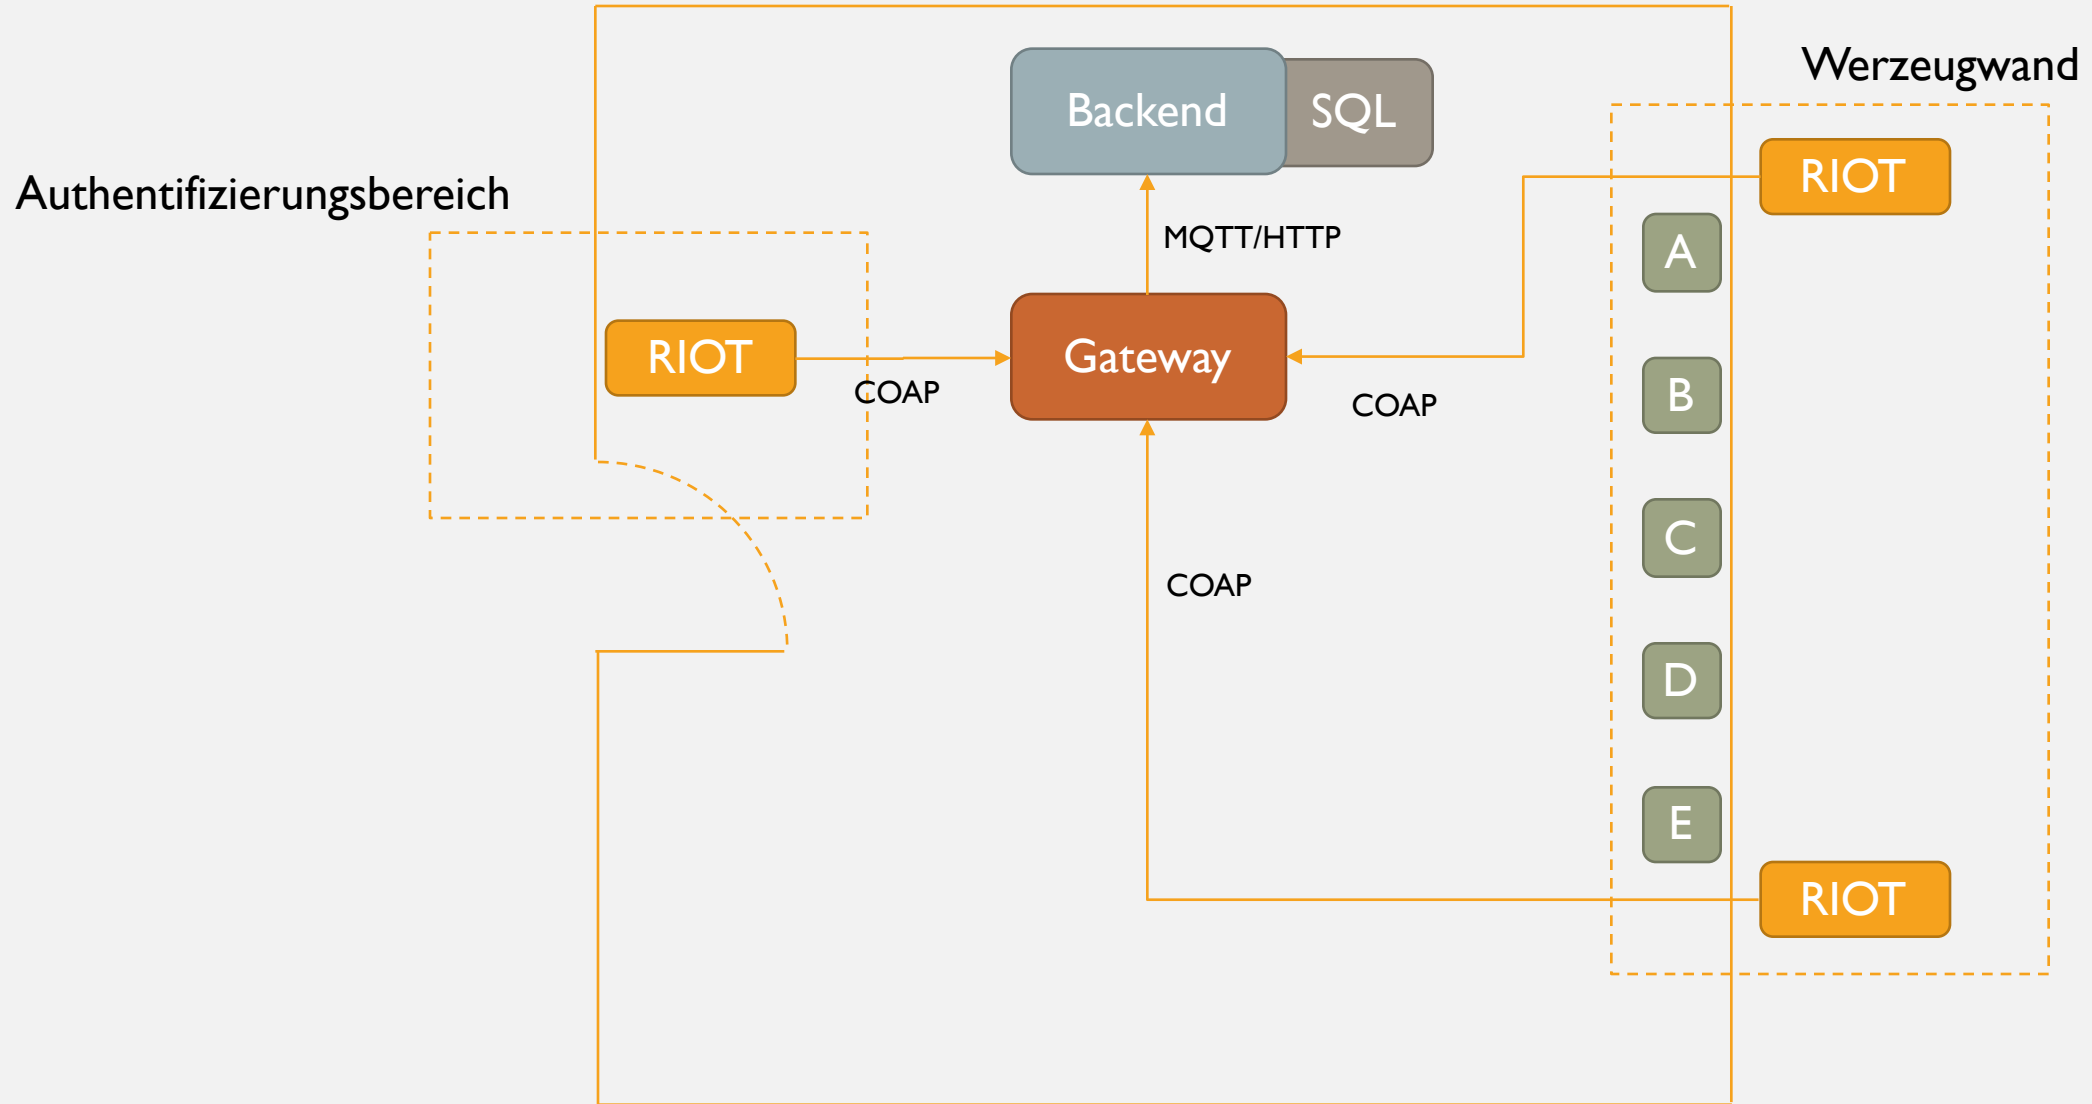 Werzeugwand
Backend
SQL
RIOT
Authentifizierungsbereich
MQTT/HTTP
A
RIOT
COAP
Gateway
COAP
B
COAP
C
D
E
RIOT